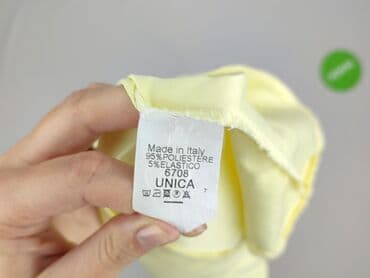 Made in Italy
95%POLIESTERE
5%ELASTICO
6708
UNICA